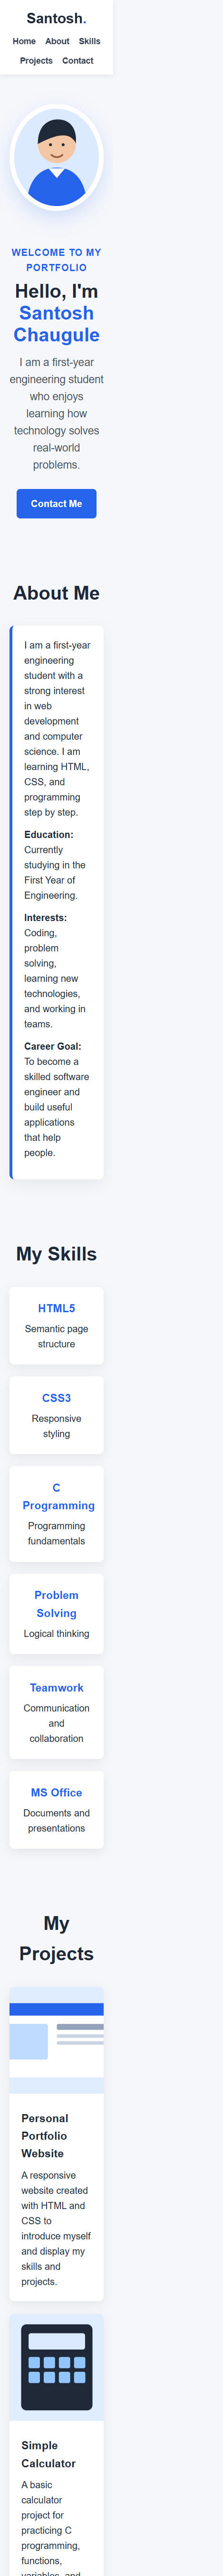 Santosh.
Home About Skills
Projects Contact
WELCOME TO MY
PORTFOLIO
Hello, I'm
Santosh
Chaugule
I am a first-year
engineering student
who enjoys
learning how
technology solves
real-world
problems.
Contact Me
About Me
I am a first-year
engineering
student with a
strong interest
in web
development
and computer
science. I am
learning HTML,
CSS, and
programming
step by step.
Education:
Currently
studying in the
First Year of
Engineering.
Interests:
Coding,
problem
solving,
learning new
technologies,
and working in
teams.
Career Goal:
To become a
skilled software
engineer and
build useful
applications
that help
people.
My Skills
HTML5
Semantic page
structure
CSS3
Responsive
styling
C
Programming
Programming
fundamentals
Problem
Solving
Logical thinking
Teamwork
Communication
and
collaboration
MS Office
Documents and
presentations
My
Projects
Personal
Portfolio
Website
A responsive
website created
with HTML and
CSS to
introduce myself
and display my
skills and
projects.
Simple
Calculator
A basic
calculator
project for
practicing C
programming,
functions,
variables, and